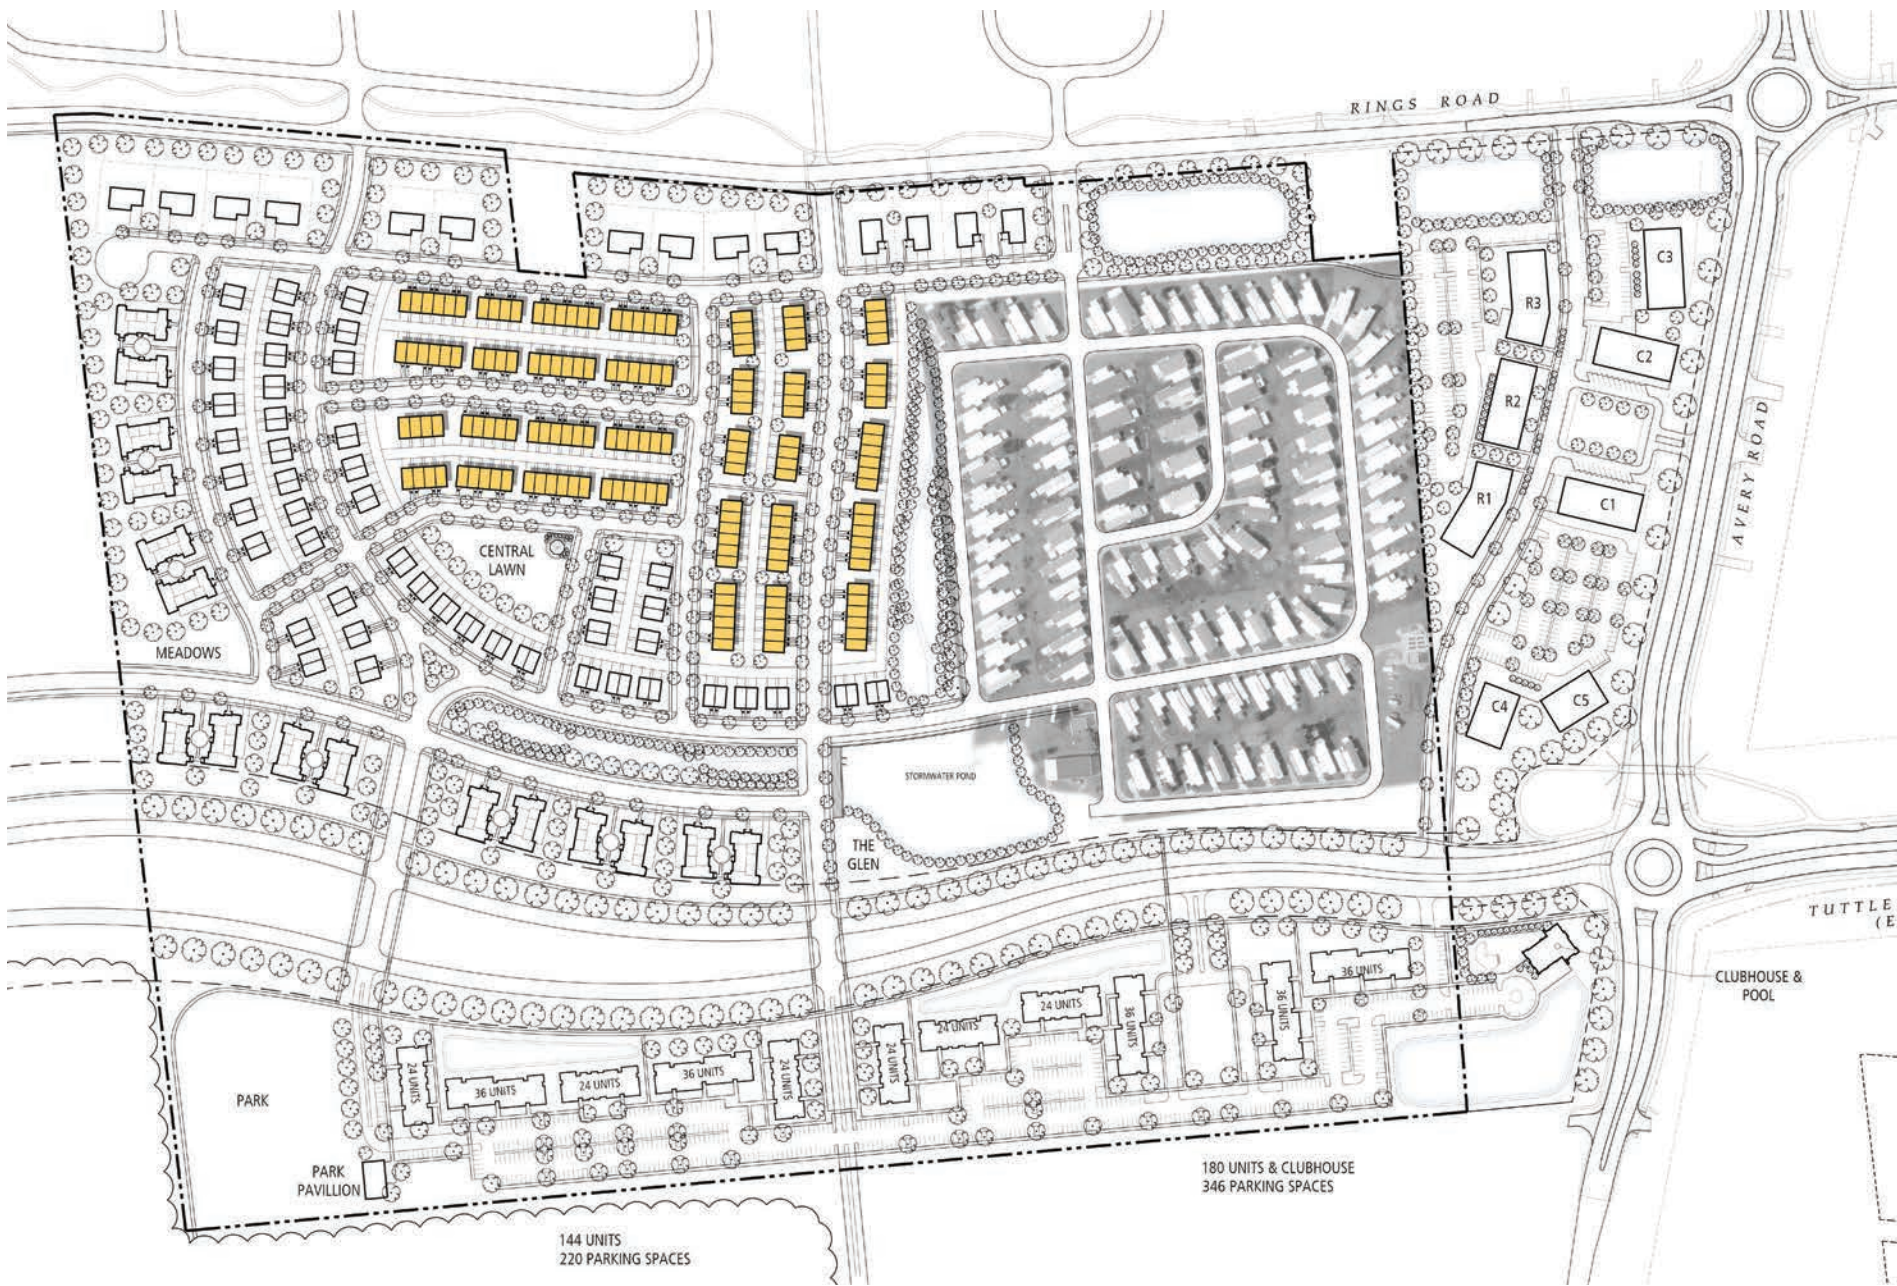 RINGS ROAD
C3
R3
C2
R2
AVERY ROAD
R1
C1
CENTRAL
LAWN
MEADOWS
C4
C5
STORMWATER POND
THE
GLEN
TUTTLE
(E
CLUBHOUSE &
POOL
36 UNITS
36 UNITS
24 UNITS
36 UNITS
24 UNITS
24 UNITS
24 UNITS
36 UNITS
24 UNITS
36 UNITS
24 UNITS
PARK
PARK
PAVILLION
180 UNITS & CLUBHOUSE
346 PARKING SPACES
144 UNITS
220 PARKING SPACES